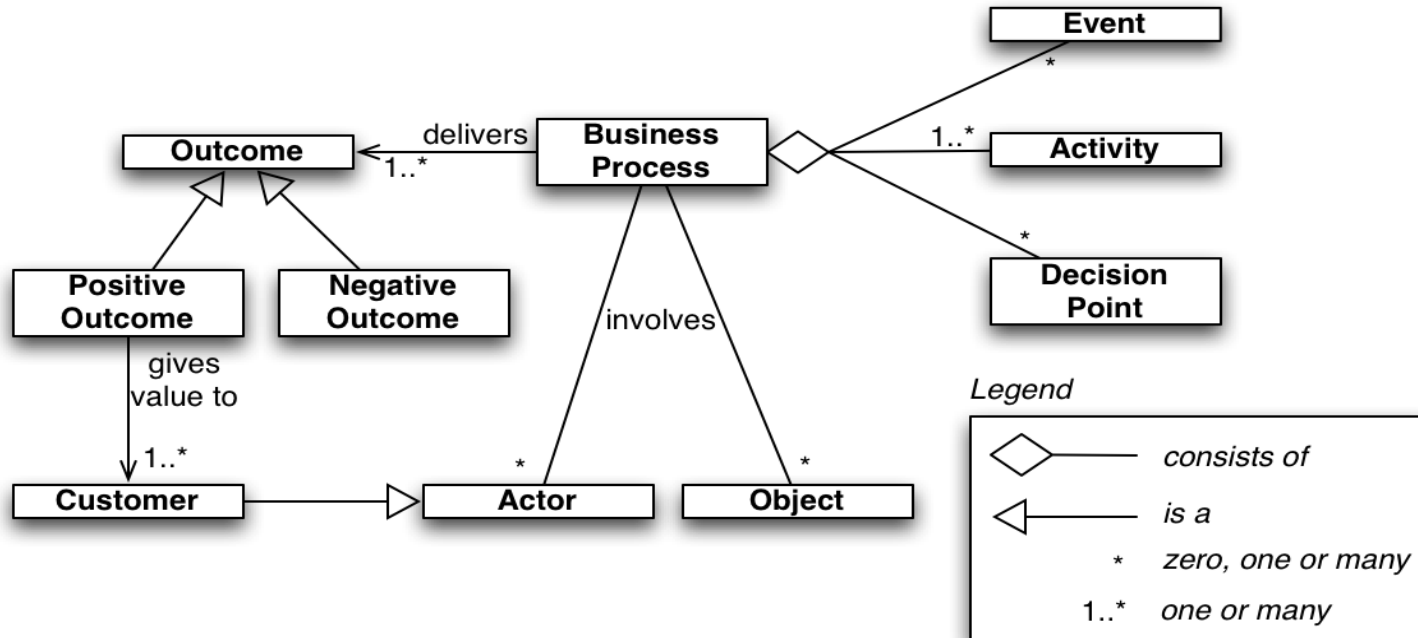 Event
*
delivers
Business
Process
1..*
Activity
Outcome
1..*
*
Decision
Point
Positive
Outcome
Negative
Outcome
involves
gives
value to
Legend
1..*
*
*
Customer
Actor
Object
consists of
is a
* zero, one or many
1..* one or many